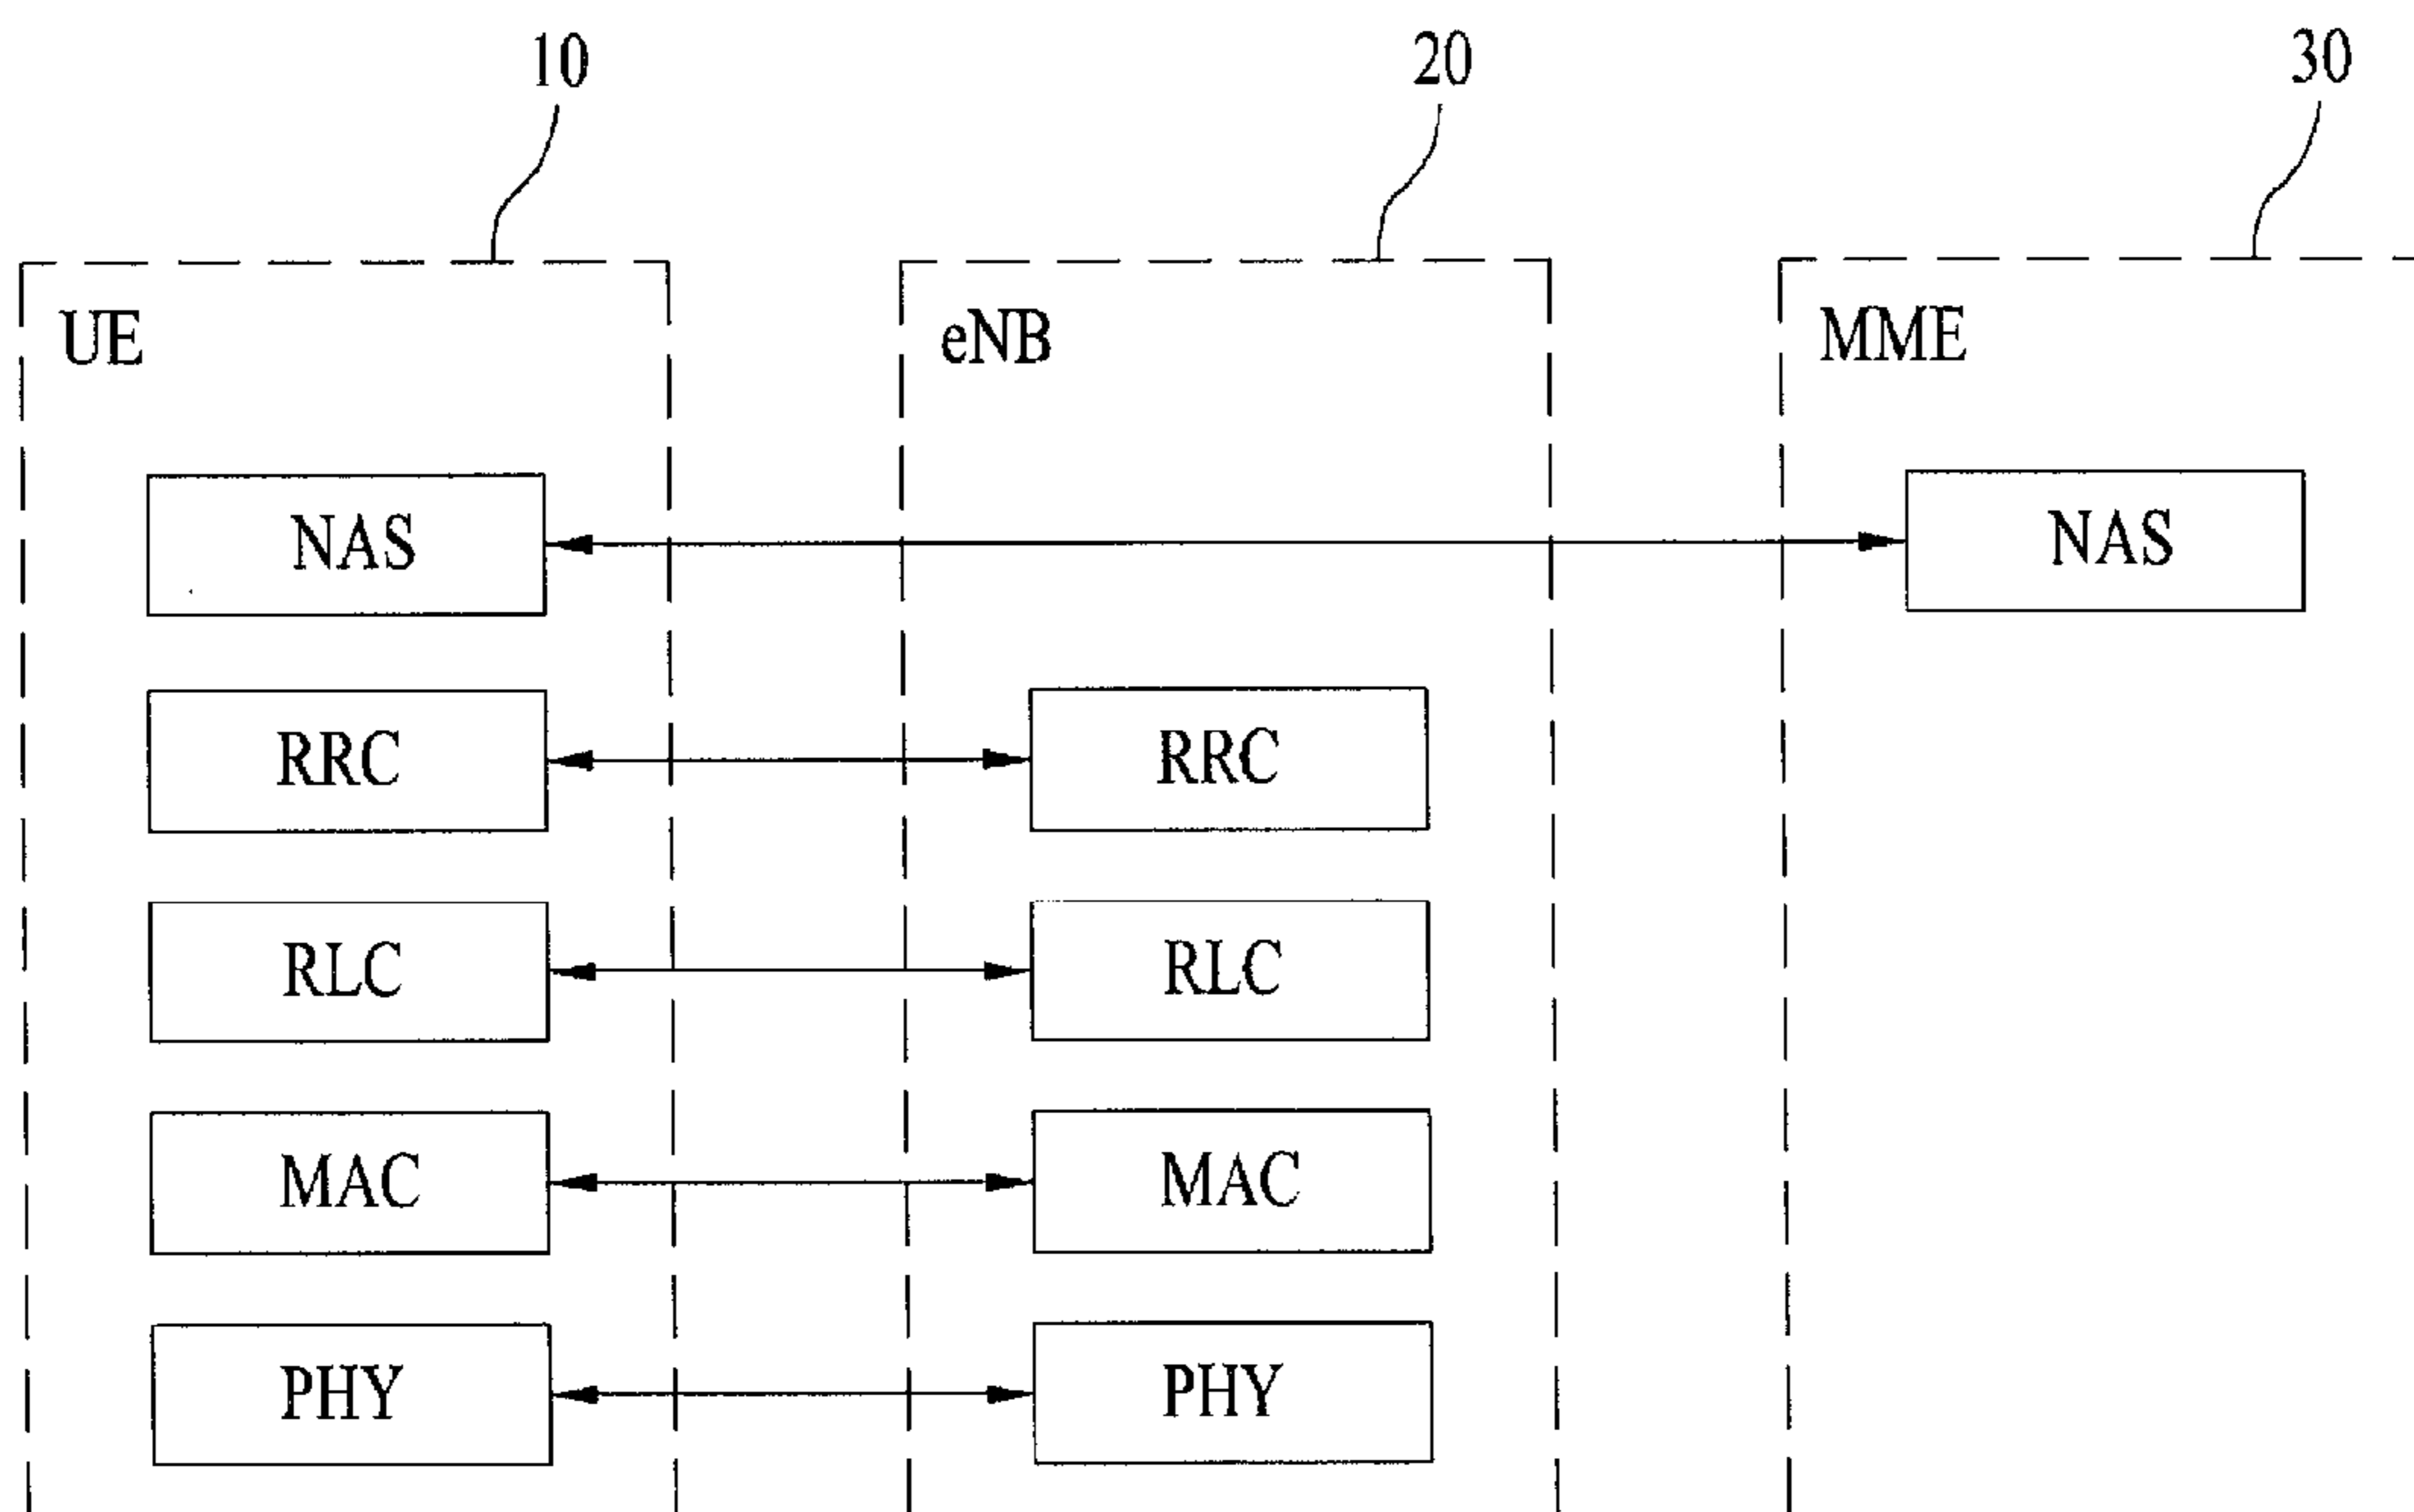 10 20 30
UE eNB MME
NAS NAS
RRC RRC
RLC RLC
MAC MAC
PHY PHY